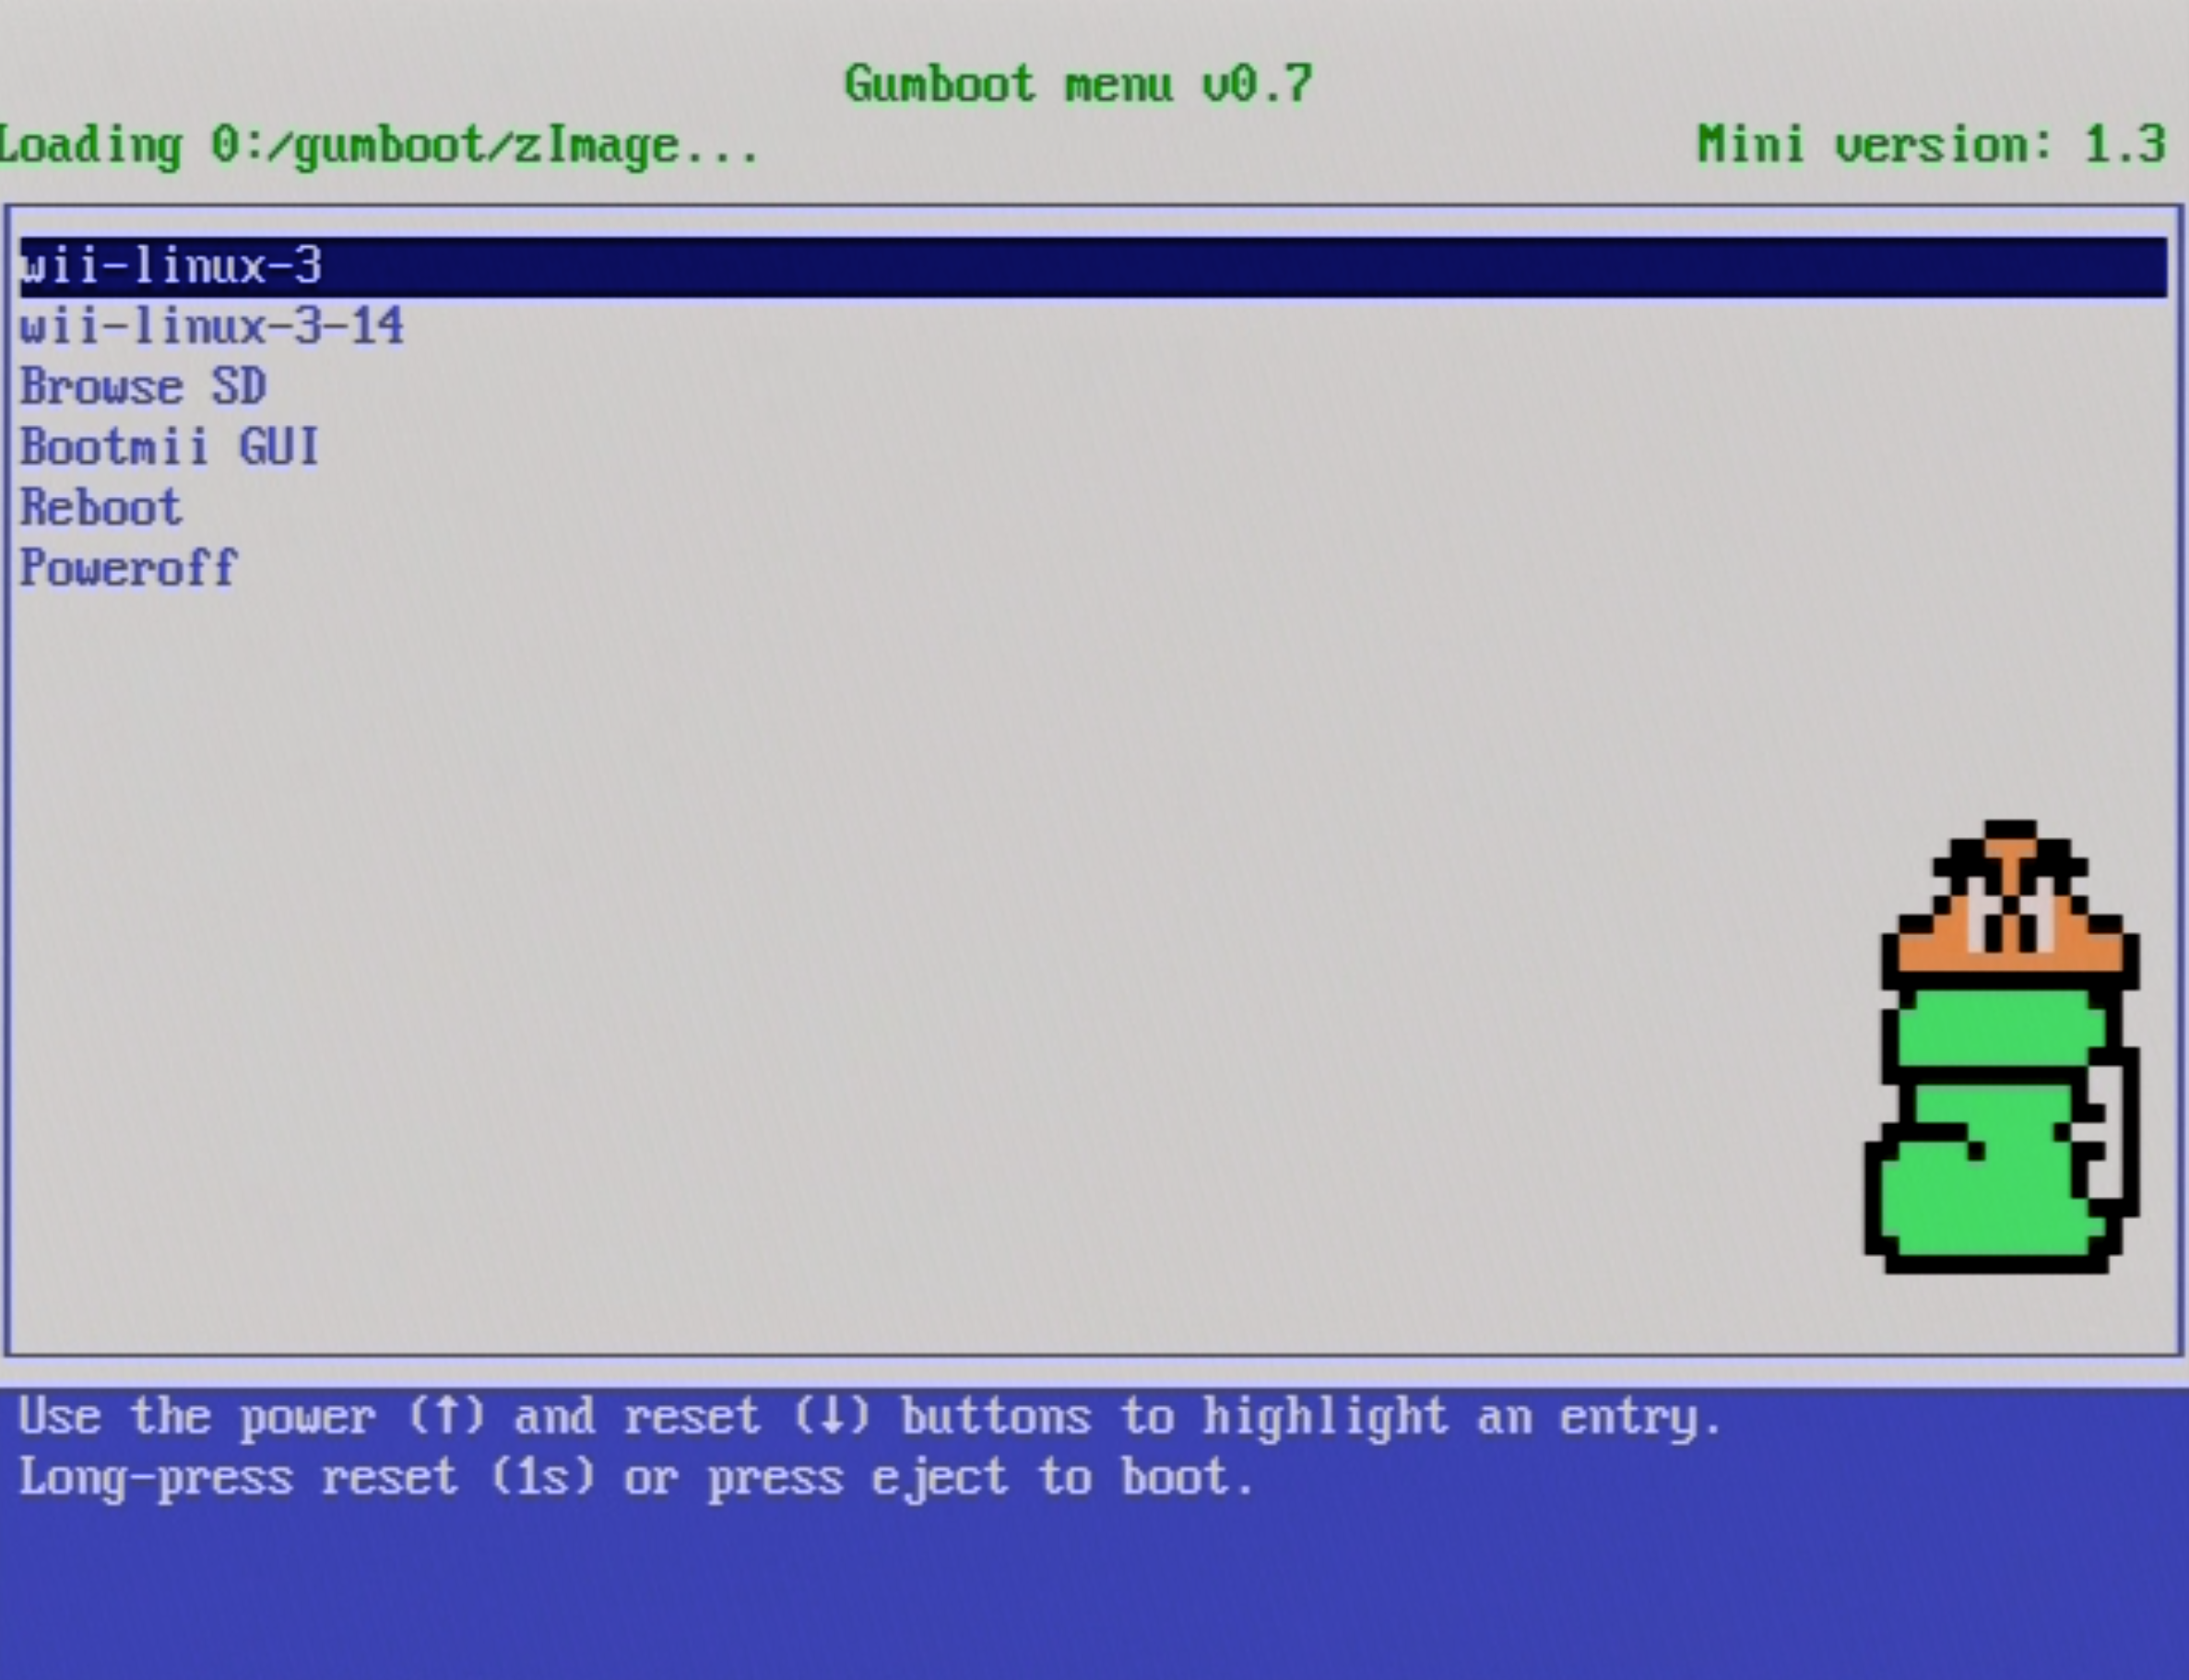 Gumboot menu v0.7
Loading 0:/gumboot/zImage...
Mini version: 1.3
wii-linux-3
wii-linux-3-14
Browse SD
Bootmii GUI
Reboot
Poweroff
Use the power (↑) and reset (↓) buttons to highlight an entry.
Long-press reset (1s) or press eject to boot.